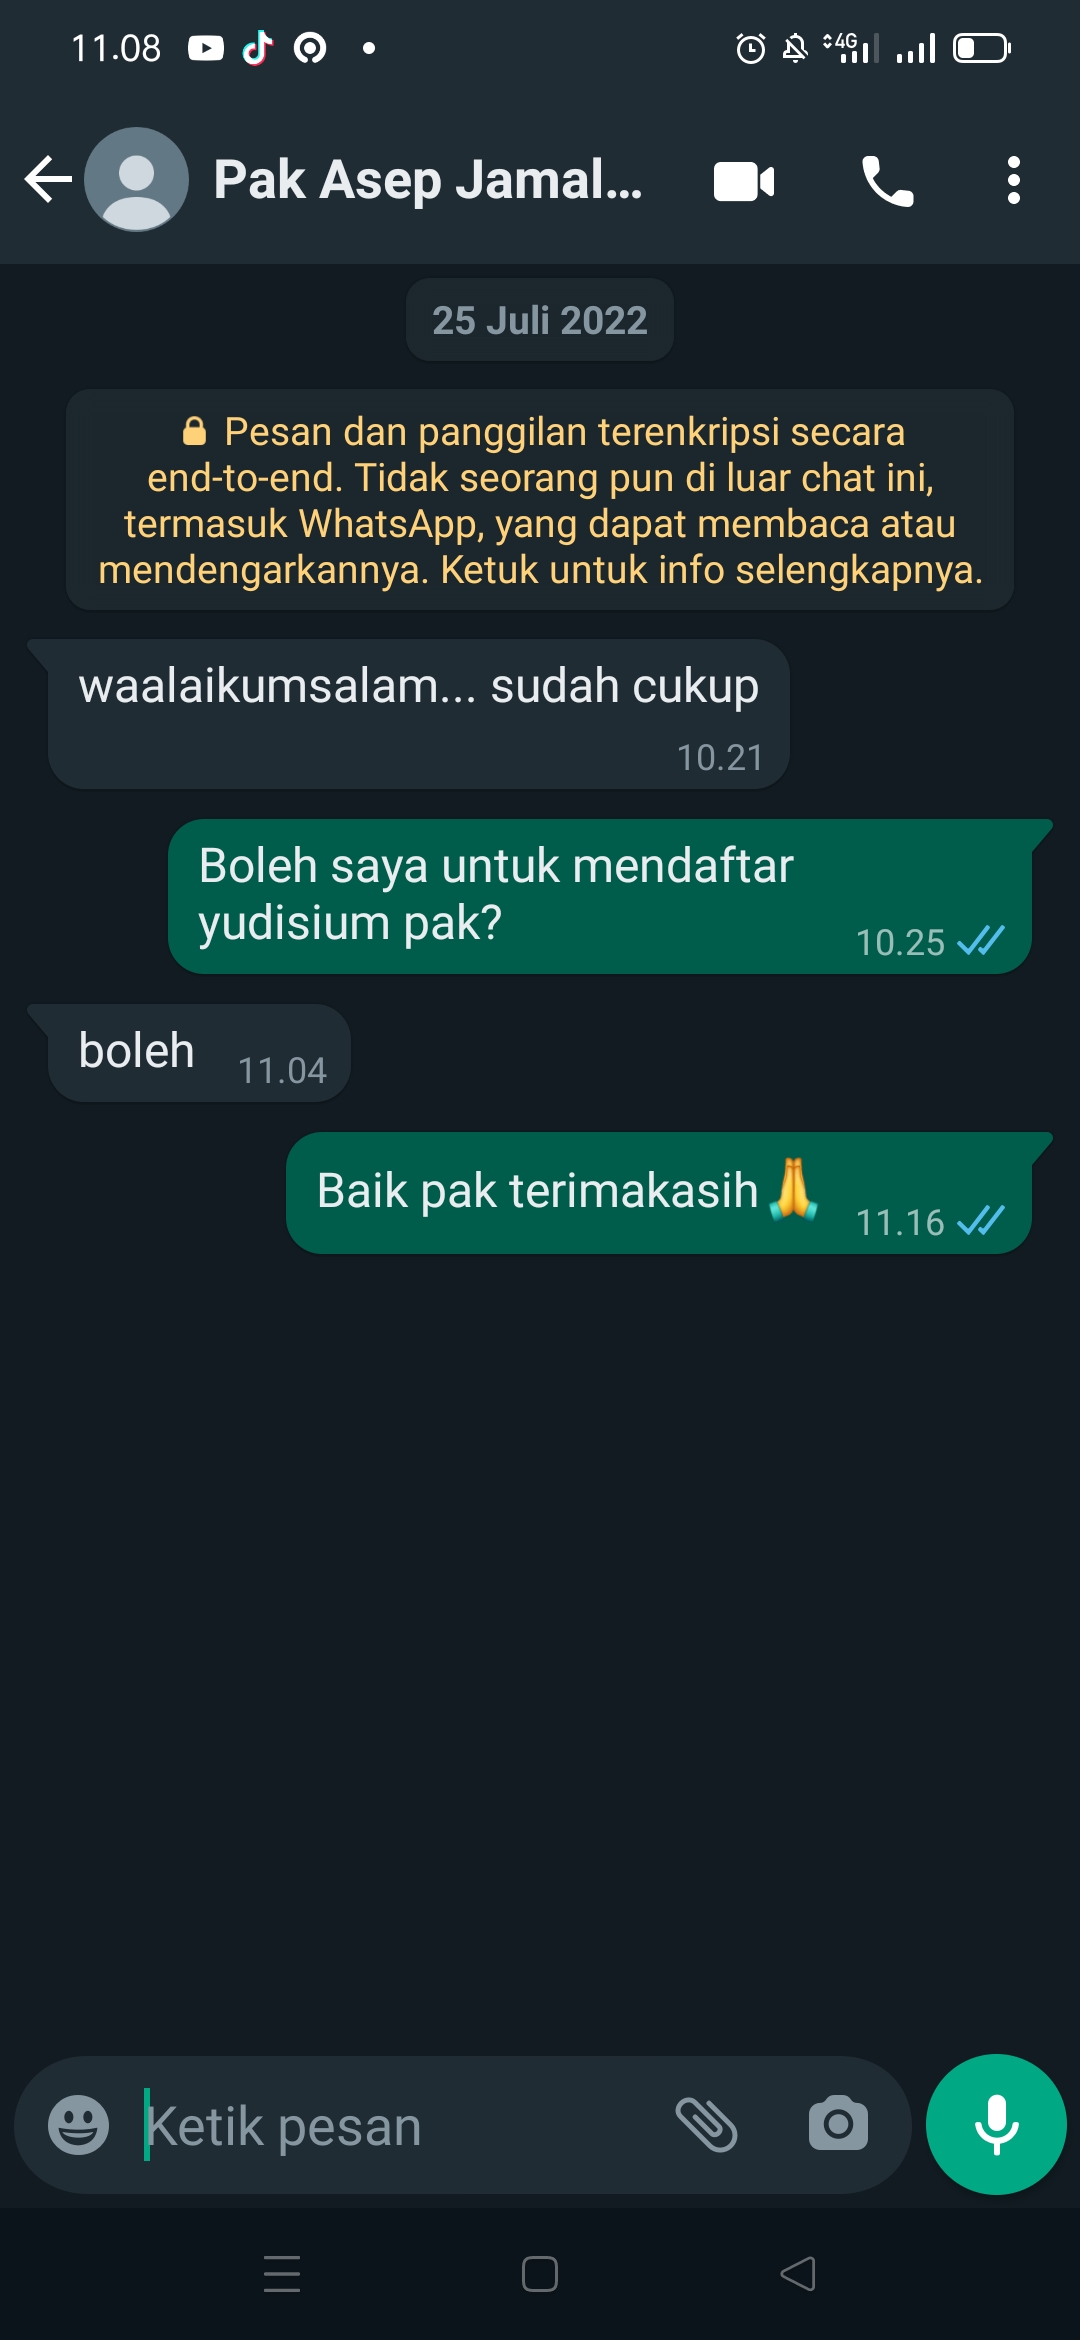 11.08
4G
Pak Asep Jamal...
25 Juli 2022
🔒 Pesan dan panggilan terenkripsi secara
end-to-end. Tidak seorang pun di luar chat ini,
termasuk WhatsApp, yang dapat membaca atau
mendengarkannya. Ketuk untuk info selengkapnya.
waalaikumsalam... sudah cukup
10.21
Boleh saya untuk mendaftar
yudisium pak?
10.25
boleh 11.04
Baik pak terimakasih🙏 11.16
Ketik pesan